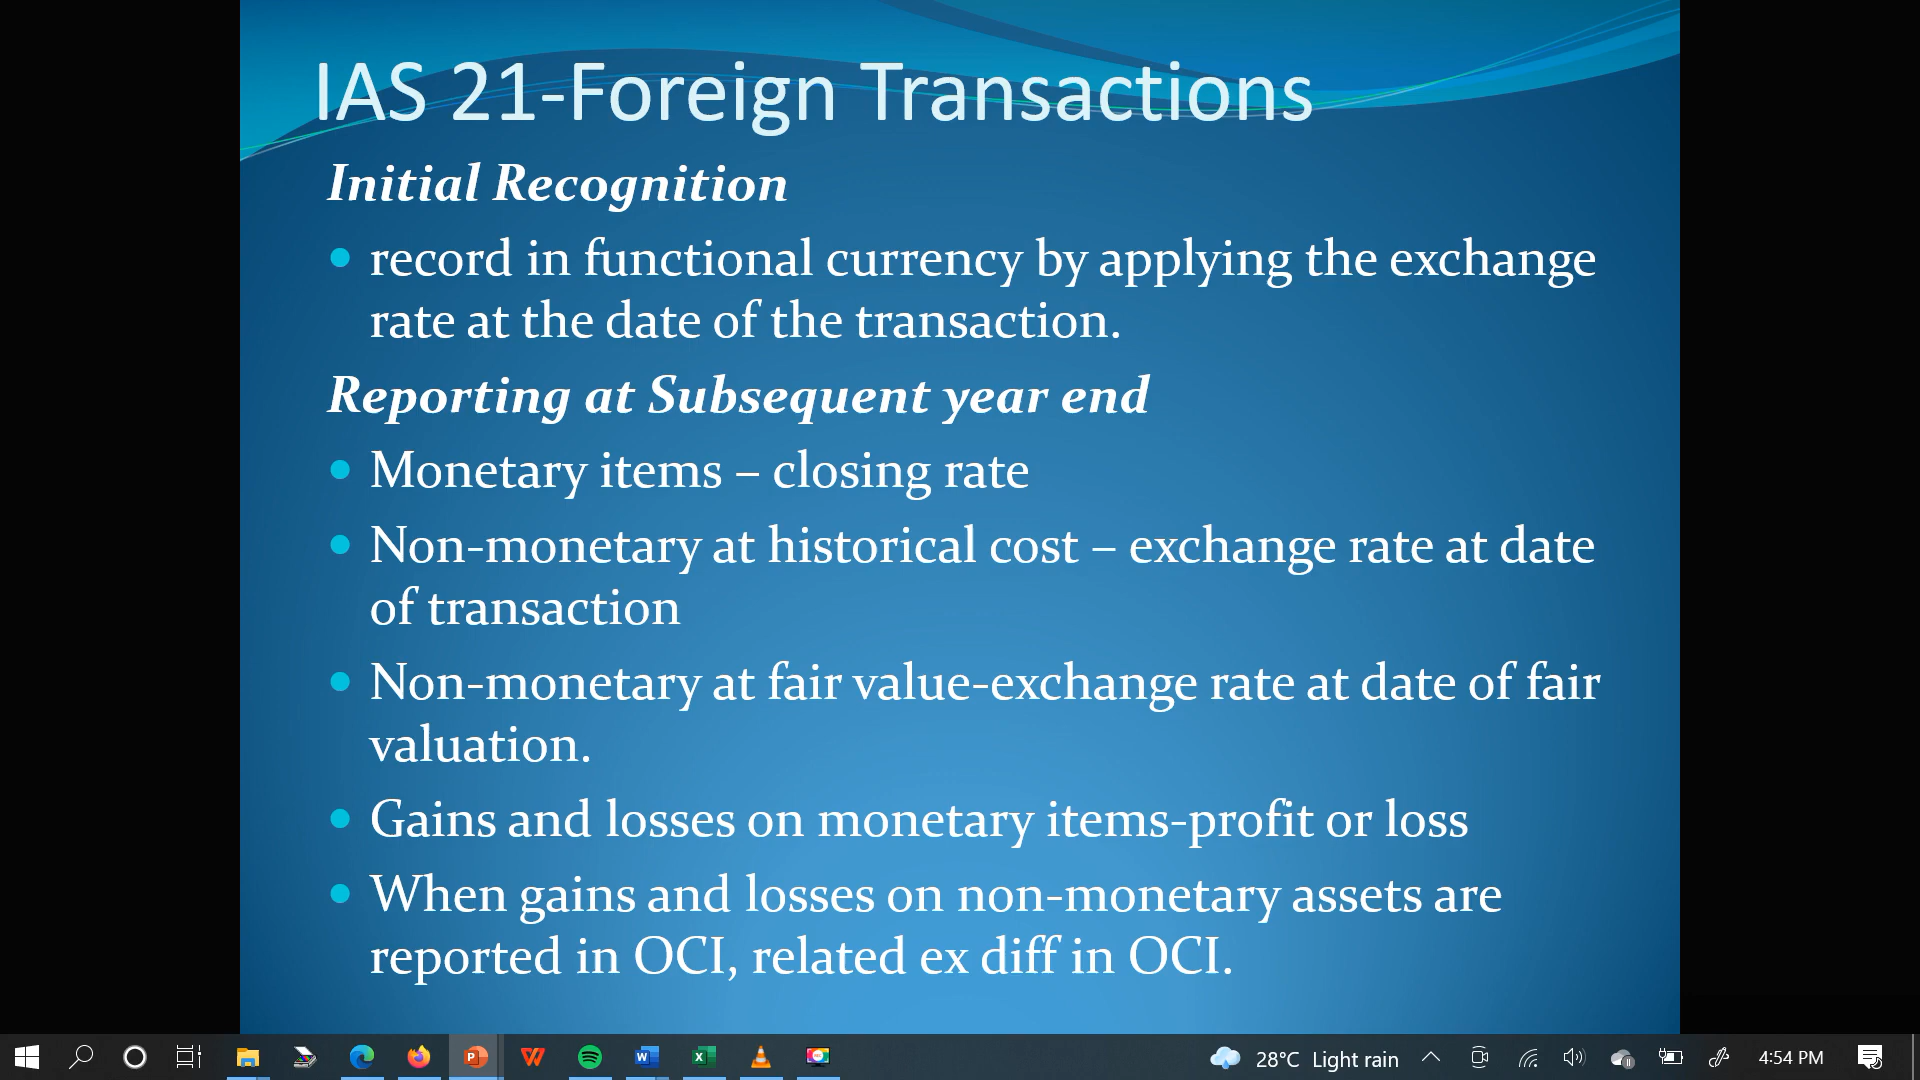 IAS 21-Foreign Transactions
Initial Recognition
record in functional currency by applying the exchange
rate at the date of the transaction.
Reporting at Subsequent year end
Monetary items – closing rate
Non-monetary at historical cost – exchange rate at date
of transaction
Non-monetary at fair value-exchange rate at date of fair
valuation.
Gains and losses on monetary items-profit or loss
When gains and losses on non-monetary assets are
reported in OCI, related ex diff in OCI.
28°C Light rain 4:54 PM